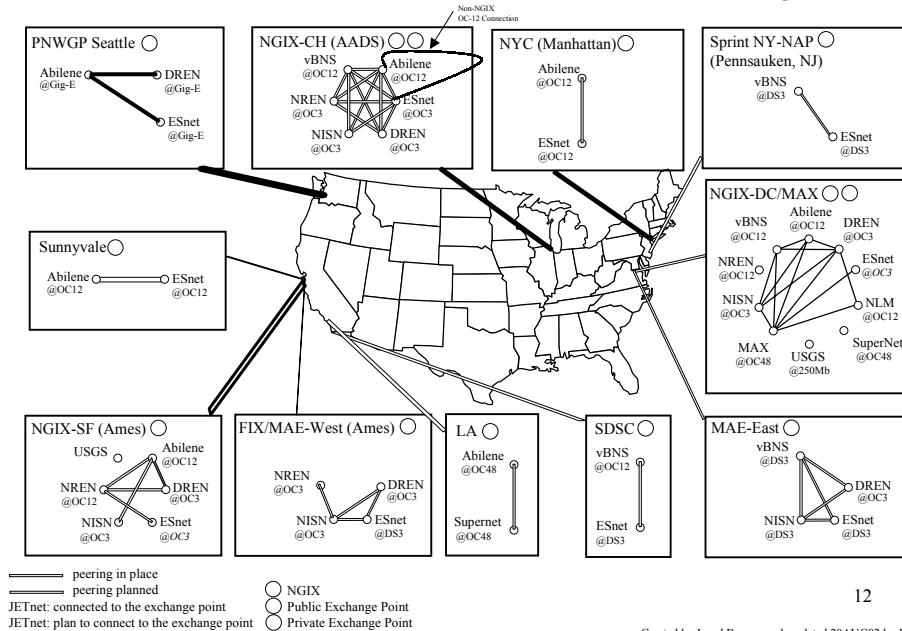 Non-NGIX
OC-12 Connection
PNWGP Seattle
Abilene
@Gig-E
DREN
@Gig-E
ESnet
@Gig-E
NGIX-CH (AADS)
vBNS
@OC12
Abilene
@OC12
NREN
@OC3
ESnet
@OC3
NISN
@OC3
DREN
@OC3
NYC (Manhattan)
Abilene
@OC12
ESnet
@OC12
Sprint NY-NAP
(Pennsauken, NJ)
vBNS
@DS3
ESnet
@DS3
Sunnyvale
Abilene
@OC12
ESnet
@OC12
NGIX-DC/MAX
Abilene
@OC12
vBNS
@OC12
DREN
@OC3
NREN
@OC12
ESnet
@OC3
NISN
@OC3
NLM
@OC12
MAX
@OC48
USGS
@250Mb
SuperNet
@OC48
NGIX-SF (Ames)
USGS
Abilene
@OC12
NREN
@OC12
DREN
@OC3
NISN
@OC3
ESnet
@OC3
FIX/MAE-West (Ames)
NREN
@OC3
DREN
@OC3
NISN
@OC3
ESnet
@DS3
LA
Abilene
@OC48
Supernet
@OC48
SDSC
vBNS
@OC12
ESnet
@DS3
MAE-East
vBNS
@DS3
DREN
@OC3
NISN
@DS3
ESnet
@DS3
peering in place
peering planned
JETnet: connected to the exchange point
JETnet: plan to connect to the exchange point
NGIX
Public Exchange Point
Private Exchange Point
12